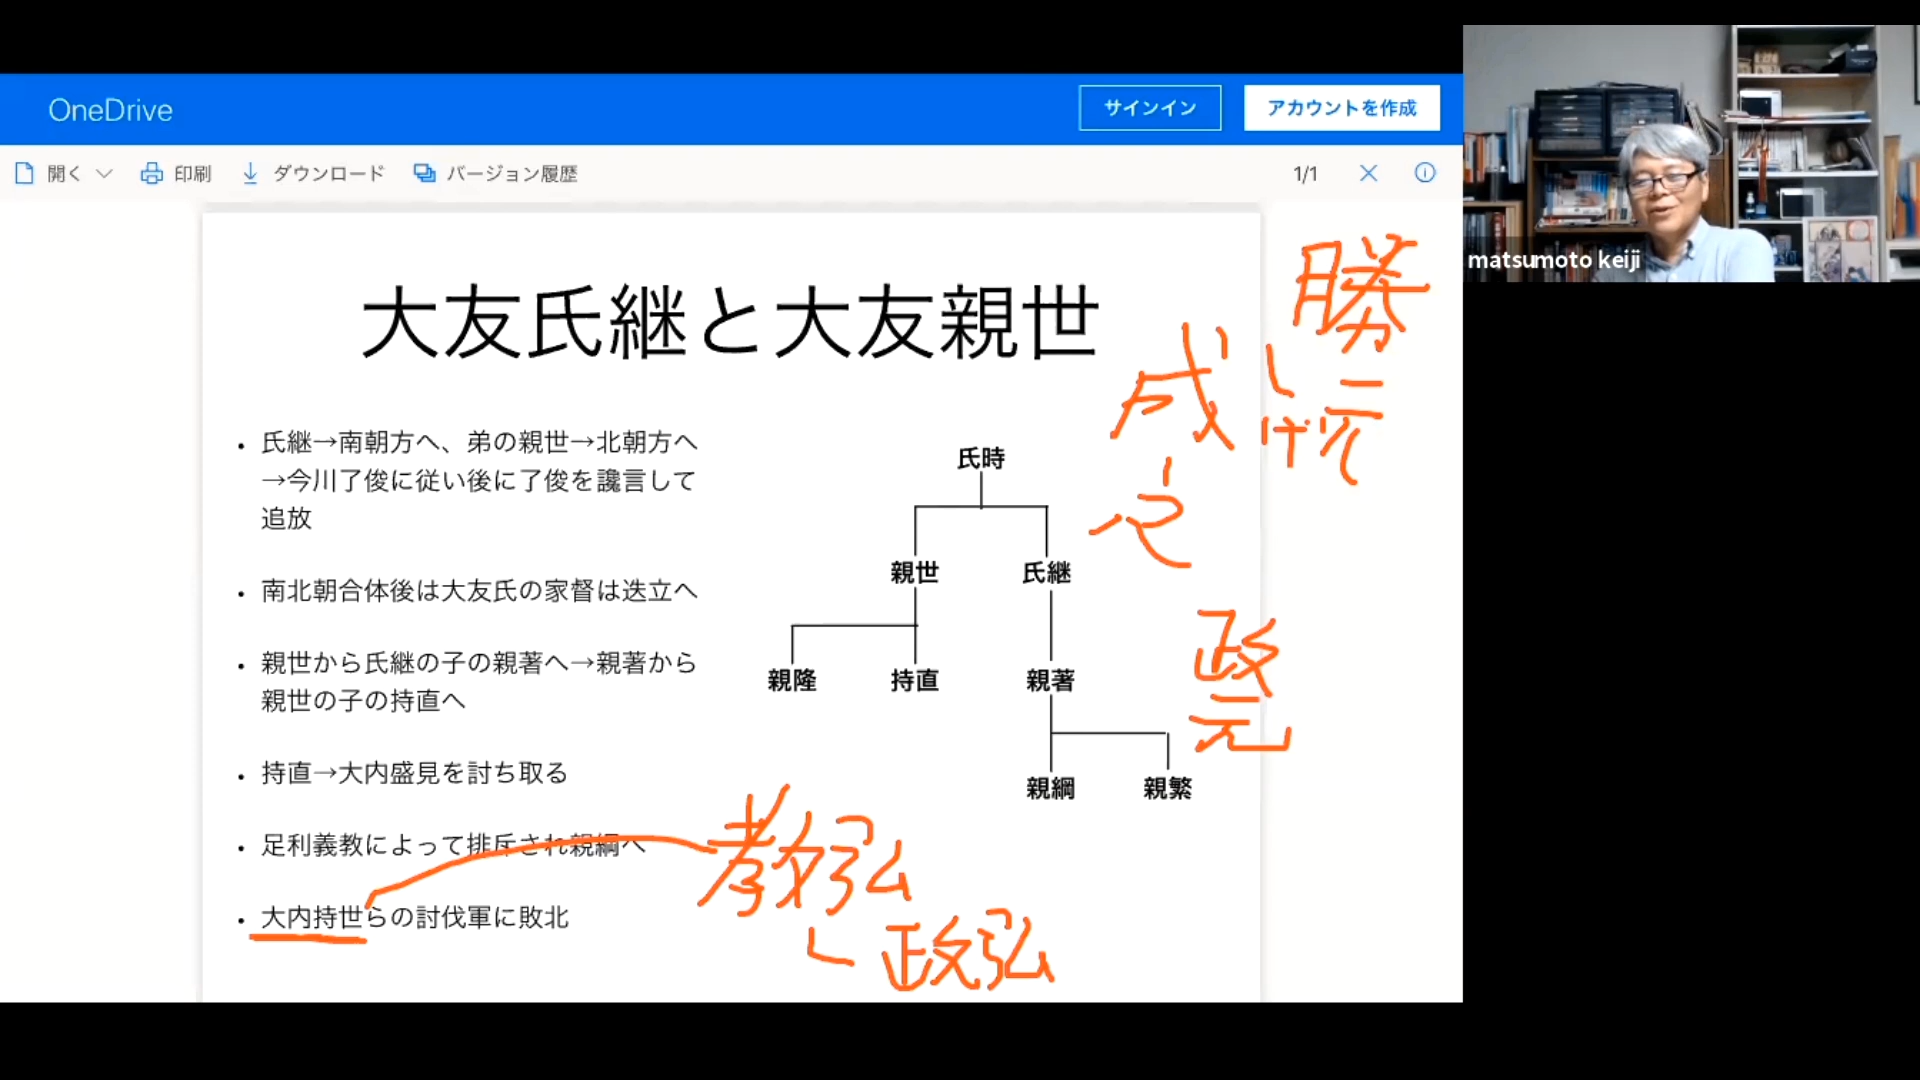 OneDrive
サインイン
アカウントを作成
開く
印刷
ダウンロード
バージョン履歴
1/1
matsumoto keiji
大友氏継と大友親世
• 氏継→南朝方へ、弟の親世→北朝方へ
→今川了俊に従い後に了俊を讒言して
追放
• 南北朝合体後は大友氏の家督は迭立へ
• 親世から氏継の子の親著へ→親著から
親世の子の持直へ
• 持直→大内盛見を討ち取る
• 足利義教によって排斥され親綱へ
• 大内持世らの討伐軍に敗北
氏時
親世
氏継
親隆
持直
親著
親綱
親繁
勝
元
成
之
政
元
教弘
政弘